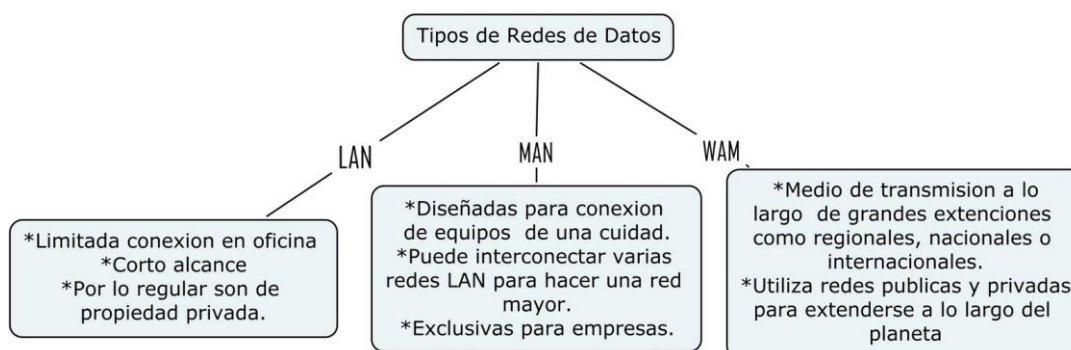 Tipos de Redes de Datos
LAN
MAN
WAM
*Limitada conexion en oficina
*Corto alcance
*Por lo regular son de
propiedad privada.
*Diseñadas para conexion
de equipos de una cuidad.
*Puede interconectar varias
redes LAN para hacer una red
mayor.
*Exclusivas para empresas.
*Medio de transmision a lo
largo de grandes extenciones
como regionales, nacionales o
internacionales.
*Utiliza redes publicas y privadas
para extenderse a lo largo del
planeta